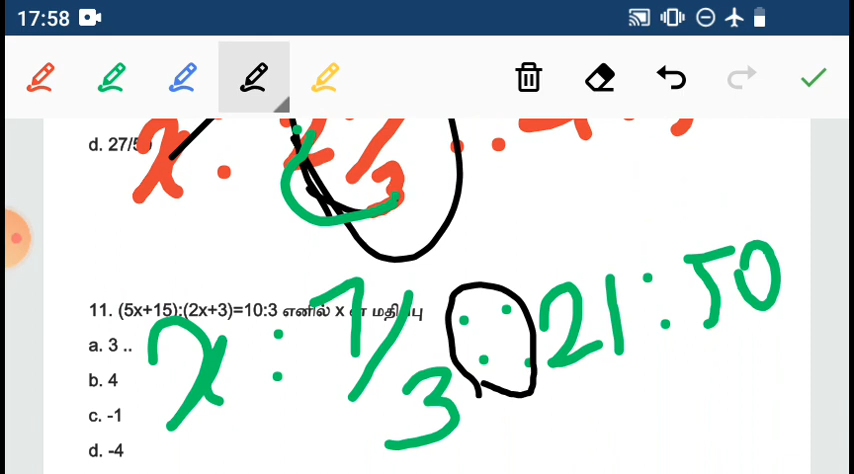 17:58
d. 27/5
x : 2/3 ::
x : 7/3 :: 21 : 50
11. (5x+15):(2x+3)=10:3 எனில் x ன் மதிப்பு
a. 3 ..
b. 4
c. -1
d. -4